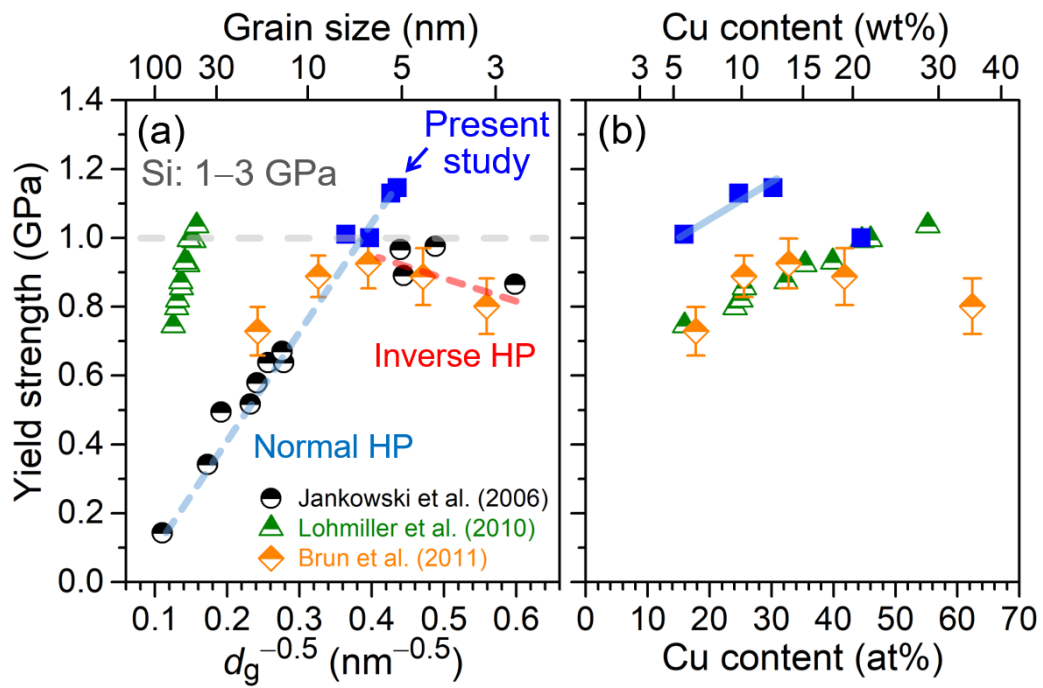 Grain size (nm)
100 30 10 5 3
Cu content (wt%)
3 5 10 15 20 30 40
Yield strength (GPa)
1.4
1.2
1.0
0.8
0.6
0.4
0.2
0.0
(a)
Si: 1–3 GPa
Present
study
Inverse HP
Normal HP
Jankowski et al. (2006)
Lohmiller et al. (2010)
Brun et al. (2011)
0.1 0.2 0.3 0.4 0.5 0.6
dg−0.5 (nm−0.5)
(b)
0 10 20 30 40 50 60 70
Cu content (at%)